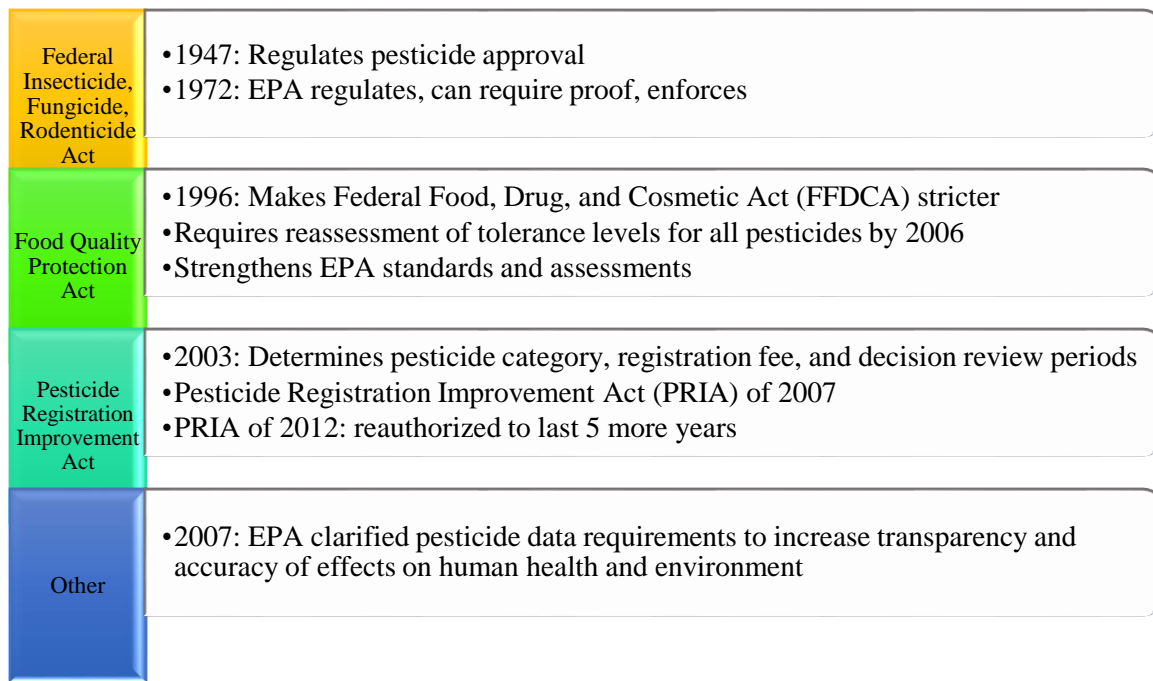 Federal
Insecticide,
Fungicide,
Rodenticide
Act
•1947: Regulates pesticide approval
•1972: EPA regulates, can require proof, enforces
Food Quality
Protection
Act
•1996: Makes Federal Food, Drug, and Cosmetic Act (FFDCA) stricter
•Requires reassessment of tolerance levels for all pesticides by 2006
•Strengthens EPA standards and assessments
Pesticide
Registration
Improvement
Act
•2003: Determines pesticide category, registration fee, and decision review periods
•Pesticide Registration Improvement Act (PRIA) of 2007
•PRIA of 2012: reauthorized to last 5 more years
Other
•2007: EPA clarified pesticide data requirements to increase transparency and
accuracy of effects on human health and environment